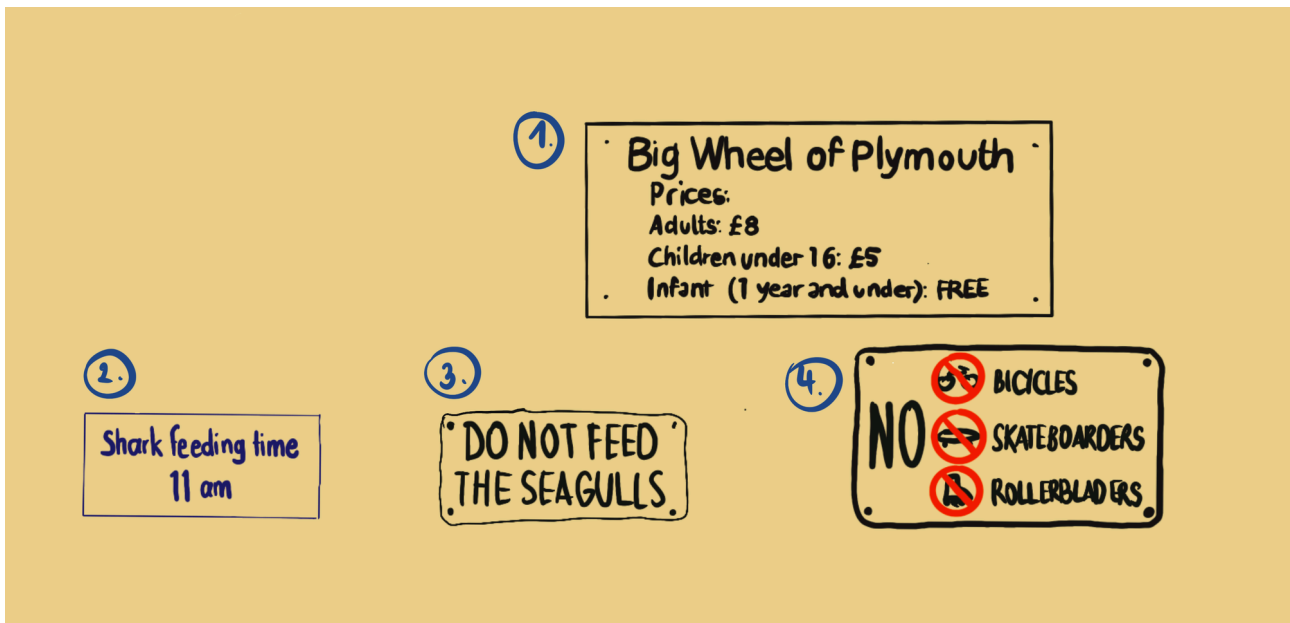 1.
Big Wheel of Plymouth
Prices:
Adults: £8
Children under 16: £5
Infant (1 year and under): FREE
2.
Shark feeding time
11 am
3.
DO NOT FEED
THE SEAGULLS
4.
NO
BICYCLES
SKATEBOARDERS
ROLLERBLADERS